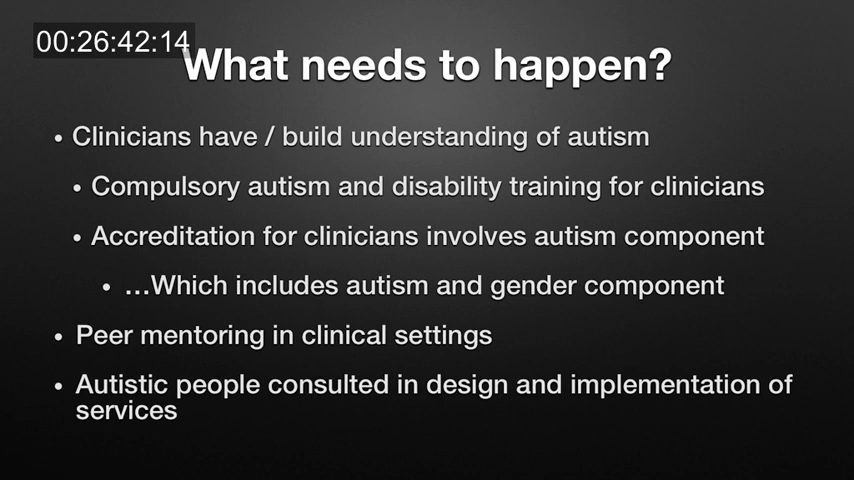 00:26:42:14
What needs to happen?
• Clinicians have / build understanding of autism
• Compulsory autism and disability training for clinicians
• Accreditation for clinicians involves autism component
• …Which includes autism and gender component
• Peer mentoring in clinical settings
• Autistic people consulted in design and implementation of
services